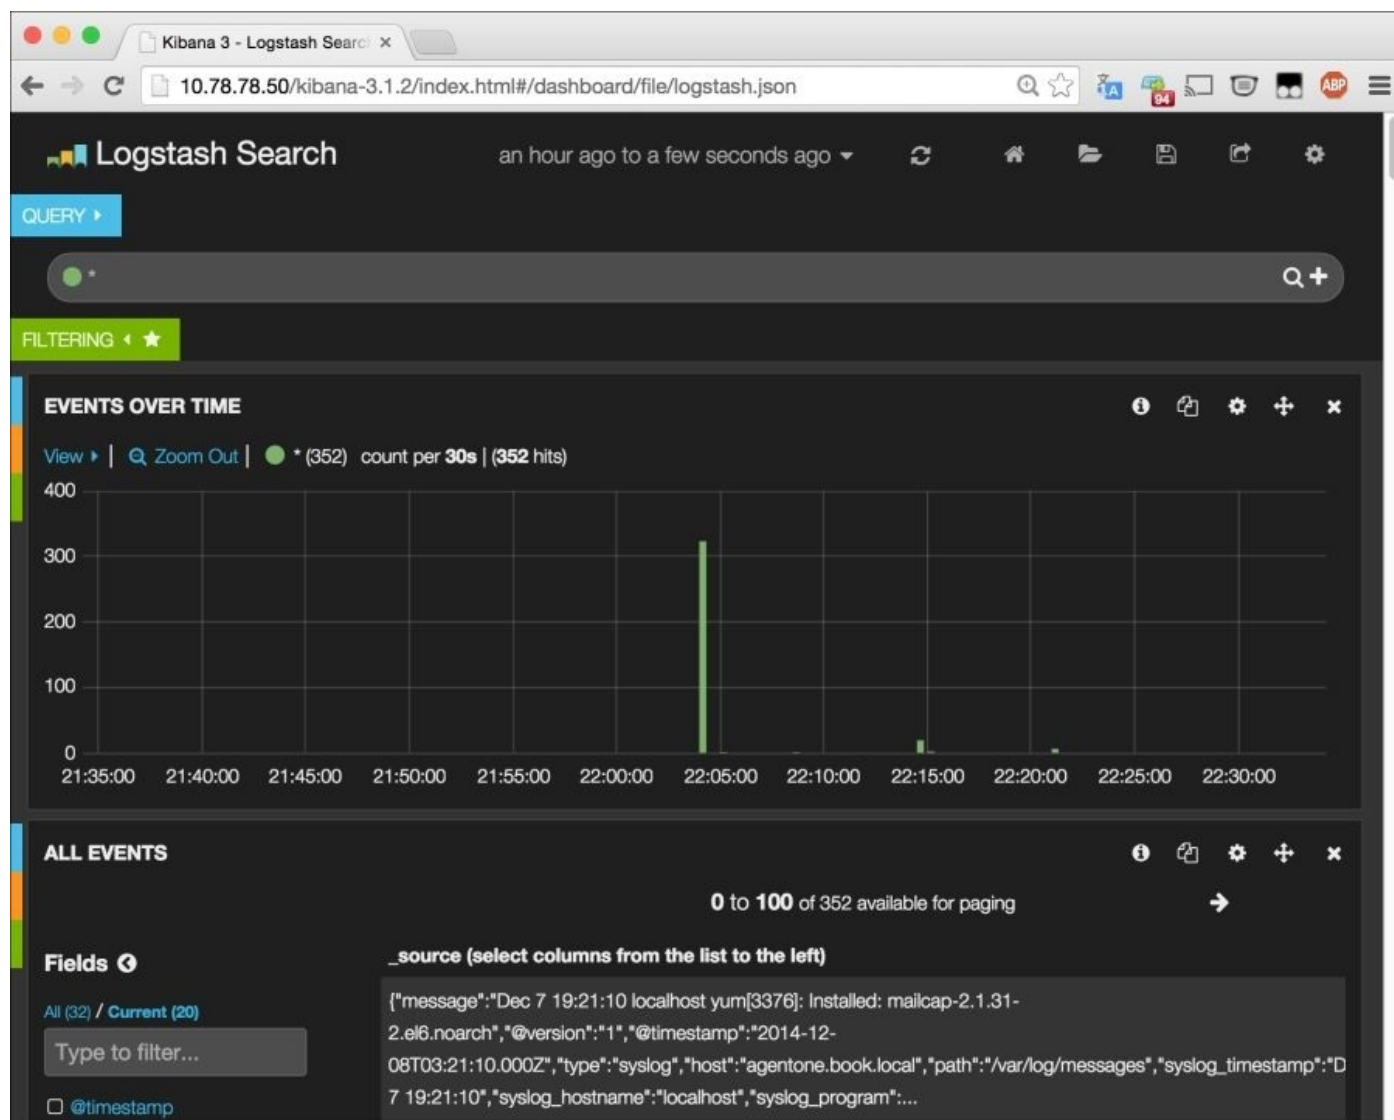 Kibana 3 - Logstash Searc
10.78.78.50/kibana-3.1.2/index.html#/dashboard/file/logstash.json
94
ABP
Logstash Search
an hour ago to a few seconds ago
QUERY
*
FILTERING
EVENTS OVER TIME
View | Zoom Out | * (352) count per 30s | (352 hits)
400
300
200
100
0
21:35:00 21:40:00 21:45:00 21:50:00 21:55:00 22:00:00 22:05:00 22:10:00 22:15:00 22:20:00 22:25:00 22:30:00
ALL EVENTS
0 to 100 of 352 available for paging
Fields
_source (select columns from the list to the left)
All (32) / Current (20)
Type to filter...
@timestamp
{"message":"Dec 7 19:21:10 localhost yum[3376]: Installed: mailcap-2.1.31-
2.el6.noarch","@version":"1","@timestamp":"2014-12-
08T03:21:10.000Z","type":"syslog","host":"agentone.book.local","path":"/var/log/messages","syslog_timestamp":"D
7 19:21:10","syslog_hostname":"localhost","syslog_program":...